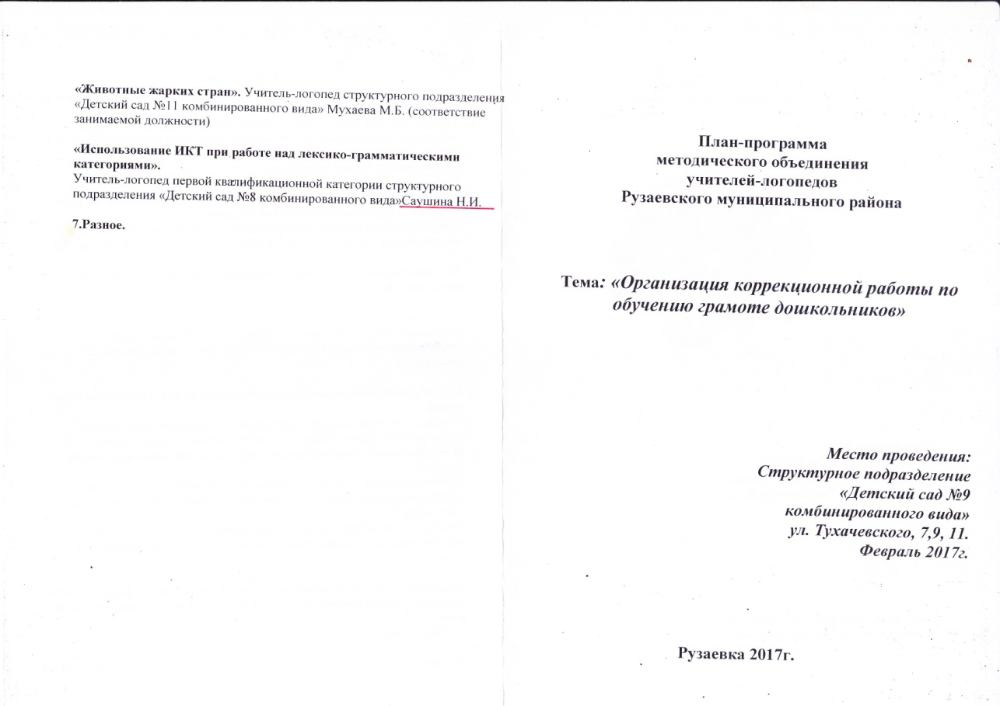 «Животные жарких стран». Учитель-логопед структурного подразделения
«Детский сад №11 комбинированного вида» Мухаева М.Б. (соответствие
занимаемой должности)
«Использование ИКТ при работе над лексико-грамматическими
категориями».
Учитель-логопед первой квалификационной категории структурного
подразделения «Детский сад №8 комбинированного вида»Саушина Н.И.
7.Разное.
План-программа
методического объединения
учителей-логопедов
Рузаевского муниципального района
Тема: «Организация коррекционной работы по
обучению грамоте дошкольников»
Место проведения:
Структурное подразделение
«Детский сад №9
комбинированного вида»
ул. Тухачевского, 7,9, 11.
Февраль 2017г.
Рузаевка 2017г.